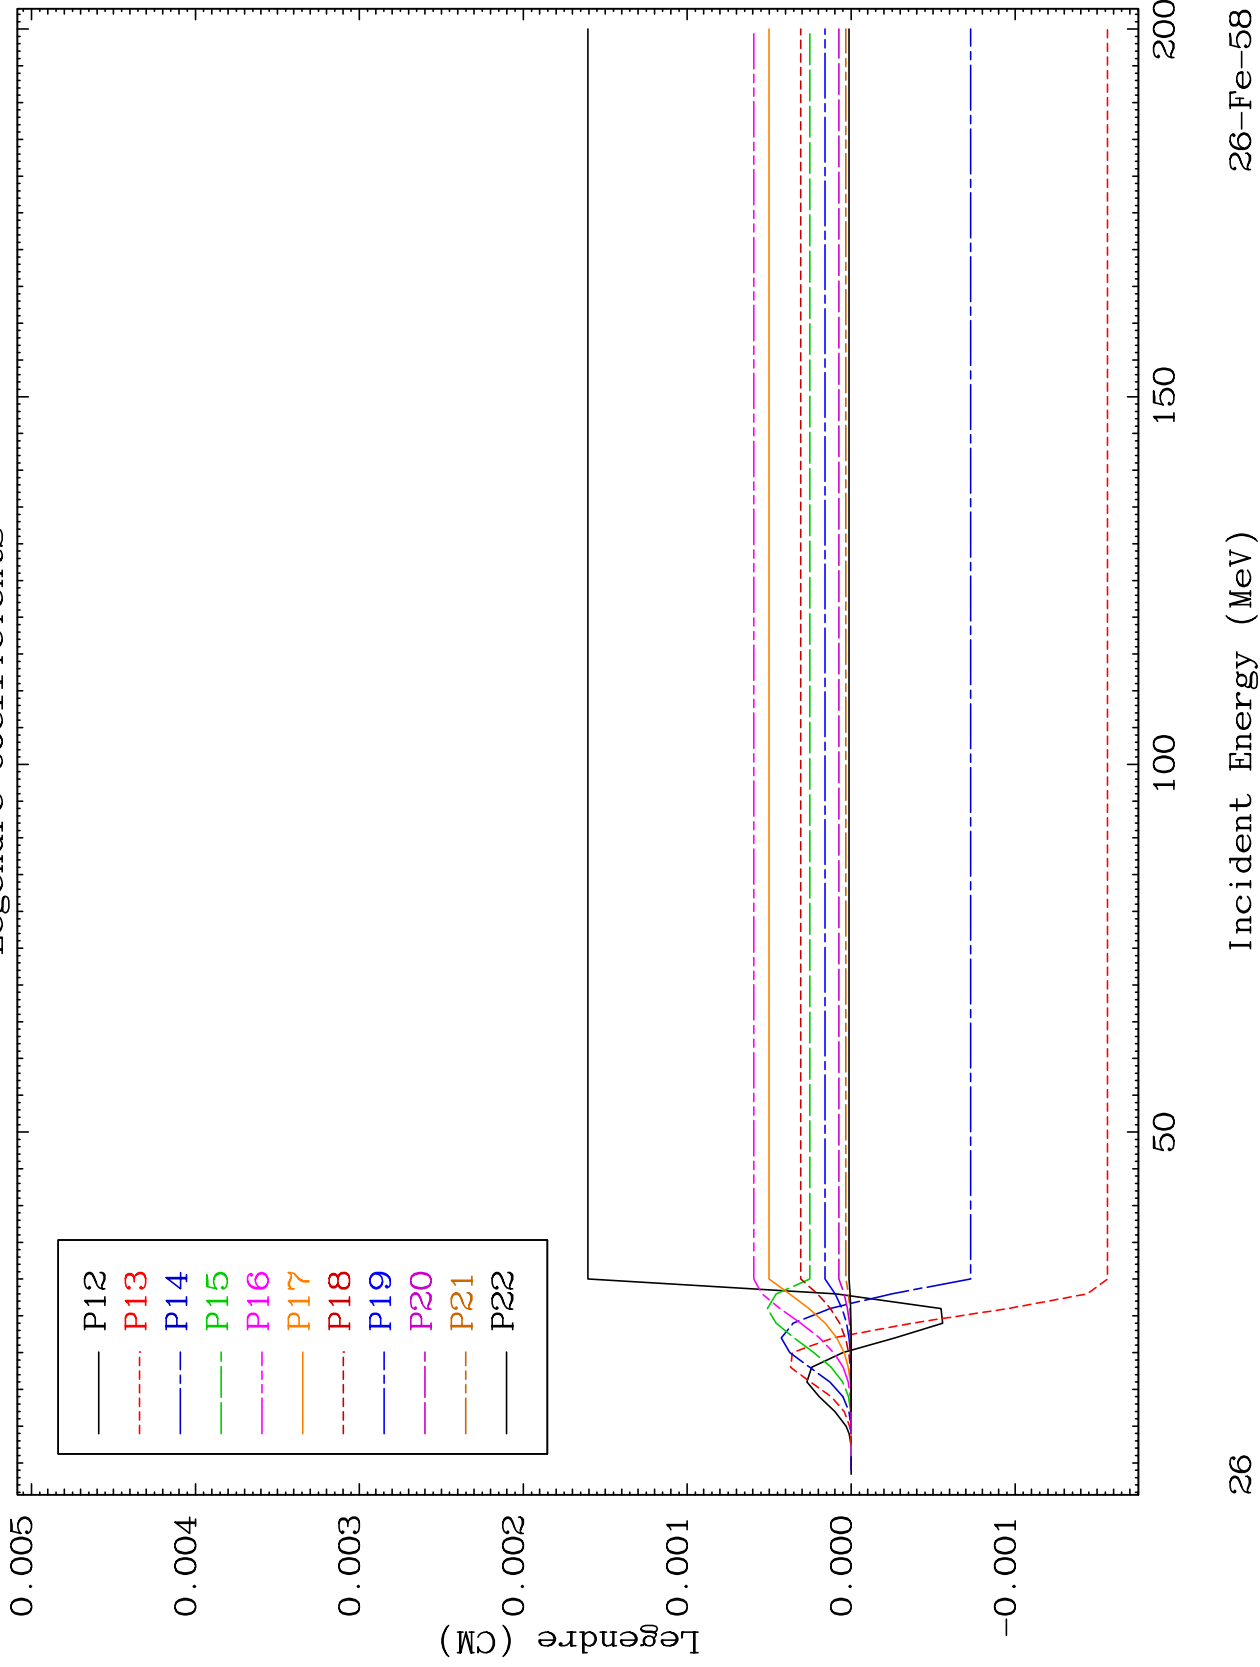 Legendre Coefficients
0.005
0.004
0.003
0.002
0.001
0.000
-0.001
Legendre (CM)
P12
P13
P14
P15
P16
P17
P18
P19
P20
P21
P22
50
100
150
200
Incident Energy (MeV)
26
26-Fe-58